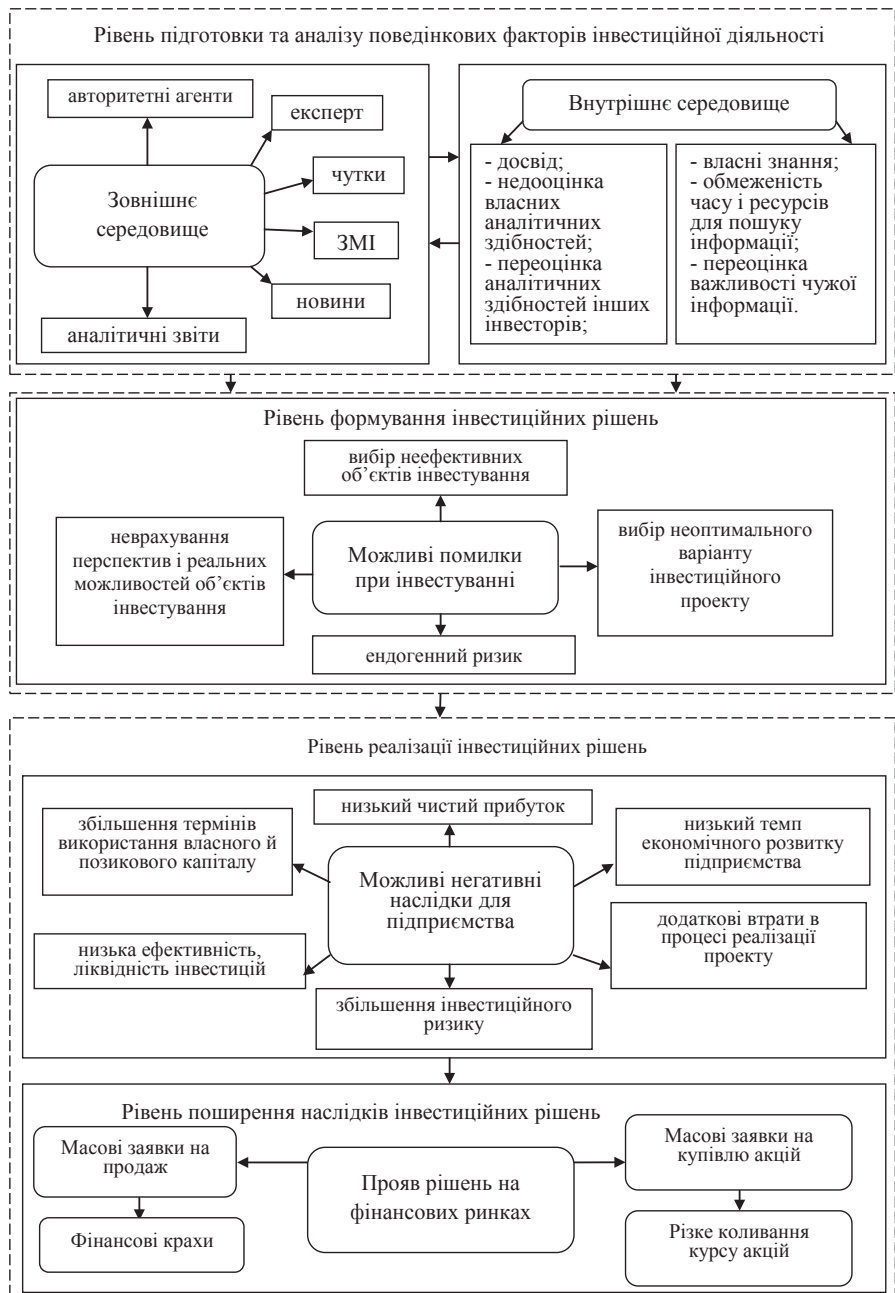 Рівень підготовки та аналізу поведінкових факторів інвестиційної діяльності
авторитетні агенти
експерт
чутки
Зовнішнє
середовище
ЗМІ
новини
аналітичні звіти
Внутрішнє середовище
- досвід;
- недооцінка
власних
аналітичних
здібностей;
- переоцінка
аналітичних
здібностей інших
інвесторів;
- власні знання;
- обмеженість
часу і ресурсів
для пошуку
інформації;
- переоцінка
важливості чужої
інформації.
Рівень формування інвестиційних рішень
вибір неефективних
об’єктів інвестування
неврахування
перспектив і реальних
можливостей об’єктів
інвестування
Можливі помилки
при інвестуванні
вибір неоптимального
варіанту
інвестиційного
проекту
ендогенний ризик
Рівень реалізації інвестиційних рішень
низький чистий прибуток
збільшення термінів
використання власного й
позикового капіталу
низький темп
економічного розвитку
підприємства
Можливі негативні
наслідки для
підприємства
низька ефективність,
ліквідність інвестицій
додаткові втрати в
процесі реалізації
проекту
збільшення інвестиційного
ризику
Рівень поширення наслідків інвестиційних рішень
Масові заявки на
продаж
Прояв рішень на
фінансових ринках
Масові заявки на
купівлю акцій
Фінансові крахи
Різке коливання
курсу акцій